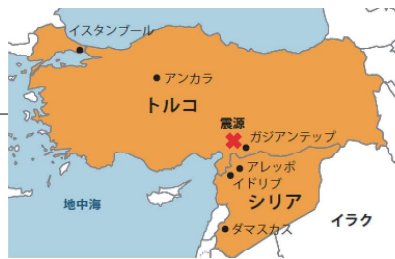 イスタンブール
アンカラ
トルコ
震源
ガジアンテップ
アレッポ
イドリブ
シリア
地中海
イラク
ダマスカス